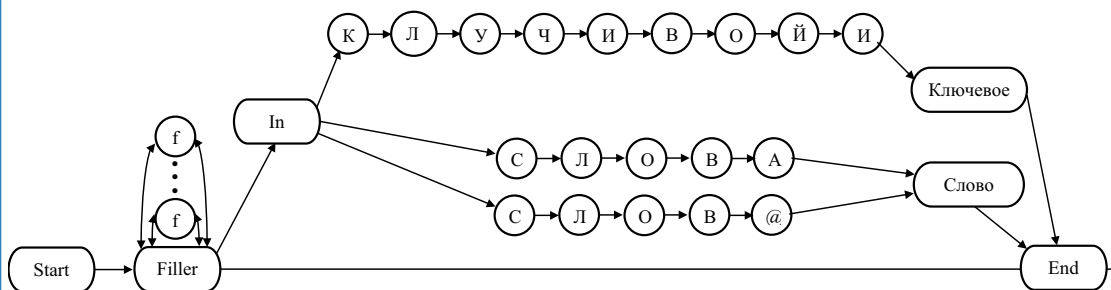 К Л У Ч И В О Й И
Ключевое
In
f
С Л О В А
Слово
f
С Л О В @
Start
Filler
End